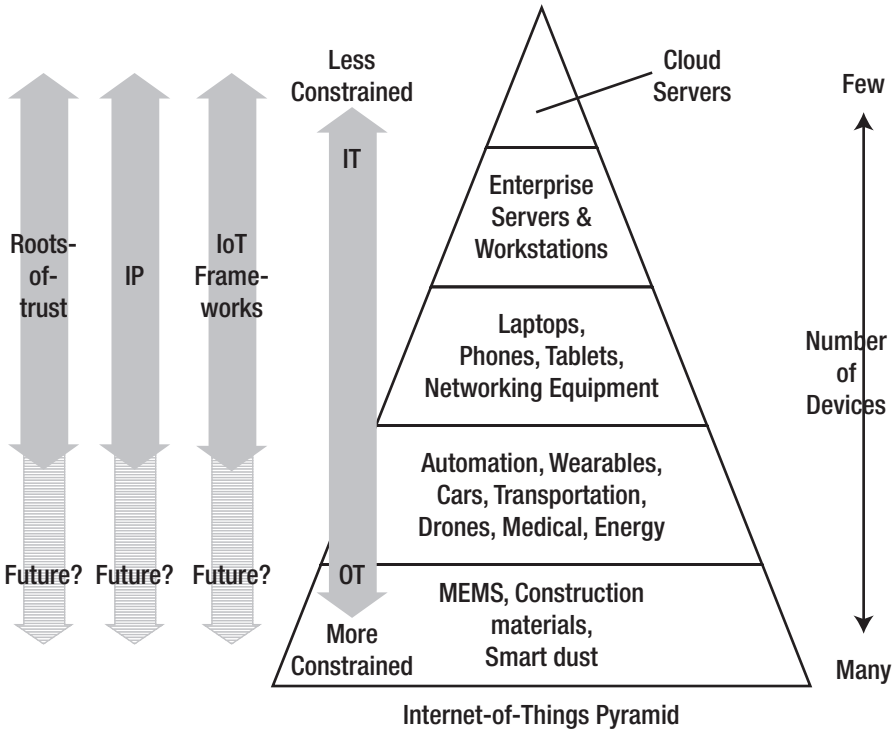 Less
Constrained
Cloud
Servers
Few
IT
Enterprise
Servers &
Workstations
Roots-
of-
trust
IP
IoT
Frame-
works
Laptops,
Phones, Tablets,
Networking Equipment
Number
of
Devices
Automation, Wearables,
Cars, Transportation,
Drones, Medical, Energy
Future?
Future?
Future?
OT
MEMS, Construction
materials,
Smart dust
More
Constrained
Many
Internet-of-Things Pyramid